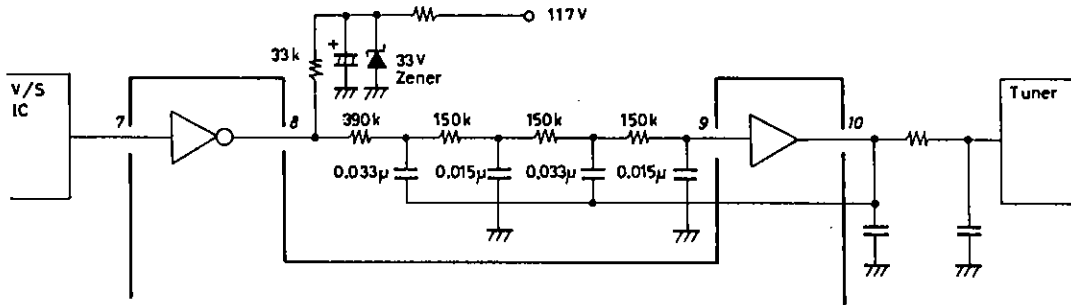 117V
33k
+
33V
Zener
V/S
IC
Tuner
7
8
390k
150k
150k
150k
9
10
0.033μ
0.015μ
0.033μ
0.015μ